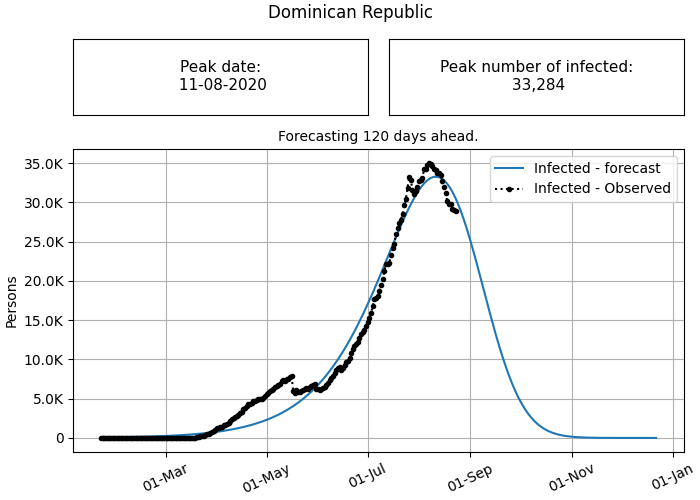 Dominican Republic
Peak date:
11-08-2020
Peak number of infected:
33,284
Forecasting 120 days ahead.
35.0K
30.0K
25.0K
20.0K
15.0K
10.0K
5.0K
0
Persons
Infected - forecast
Infected - Observed
01-Mar
01-May
01-Jul
01-Sep
01-Nov
01-Jan